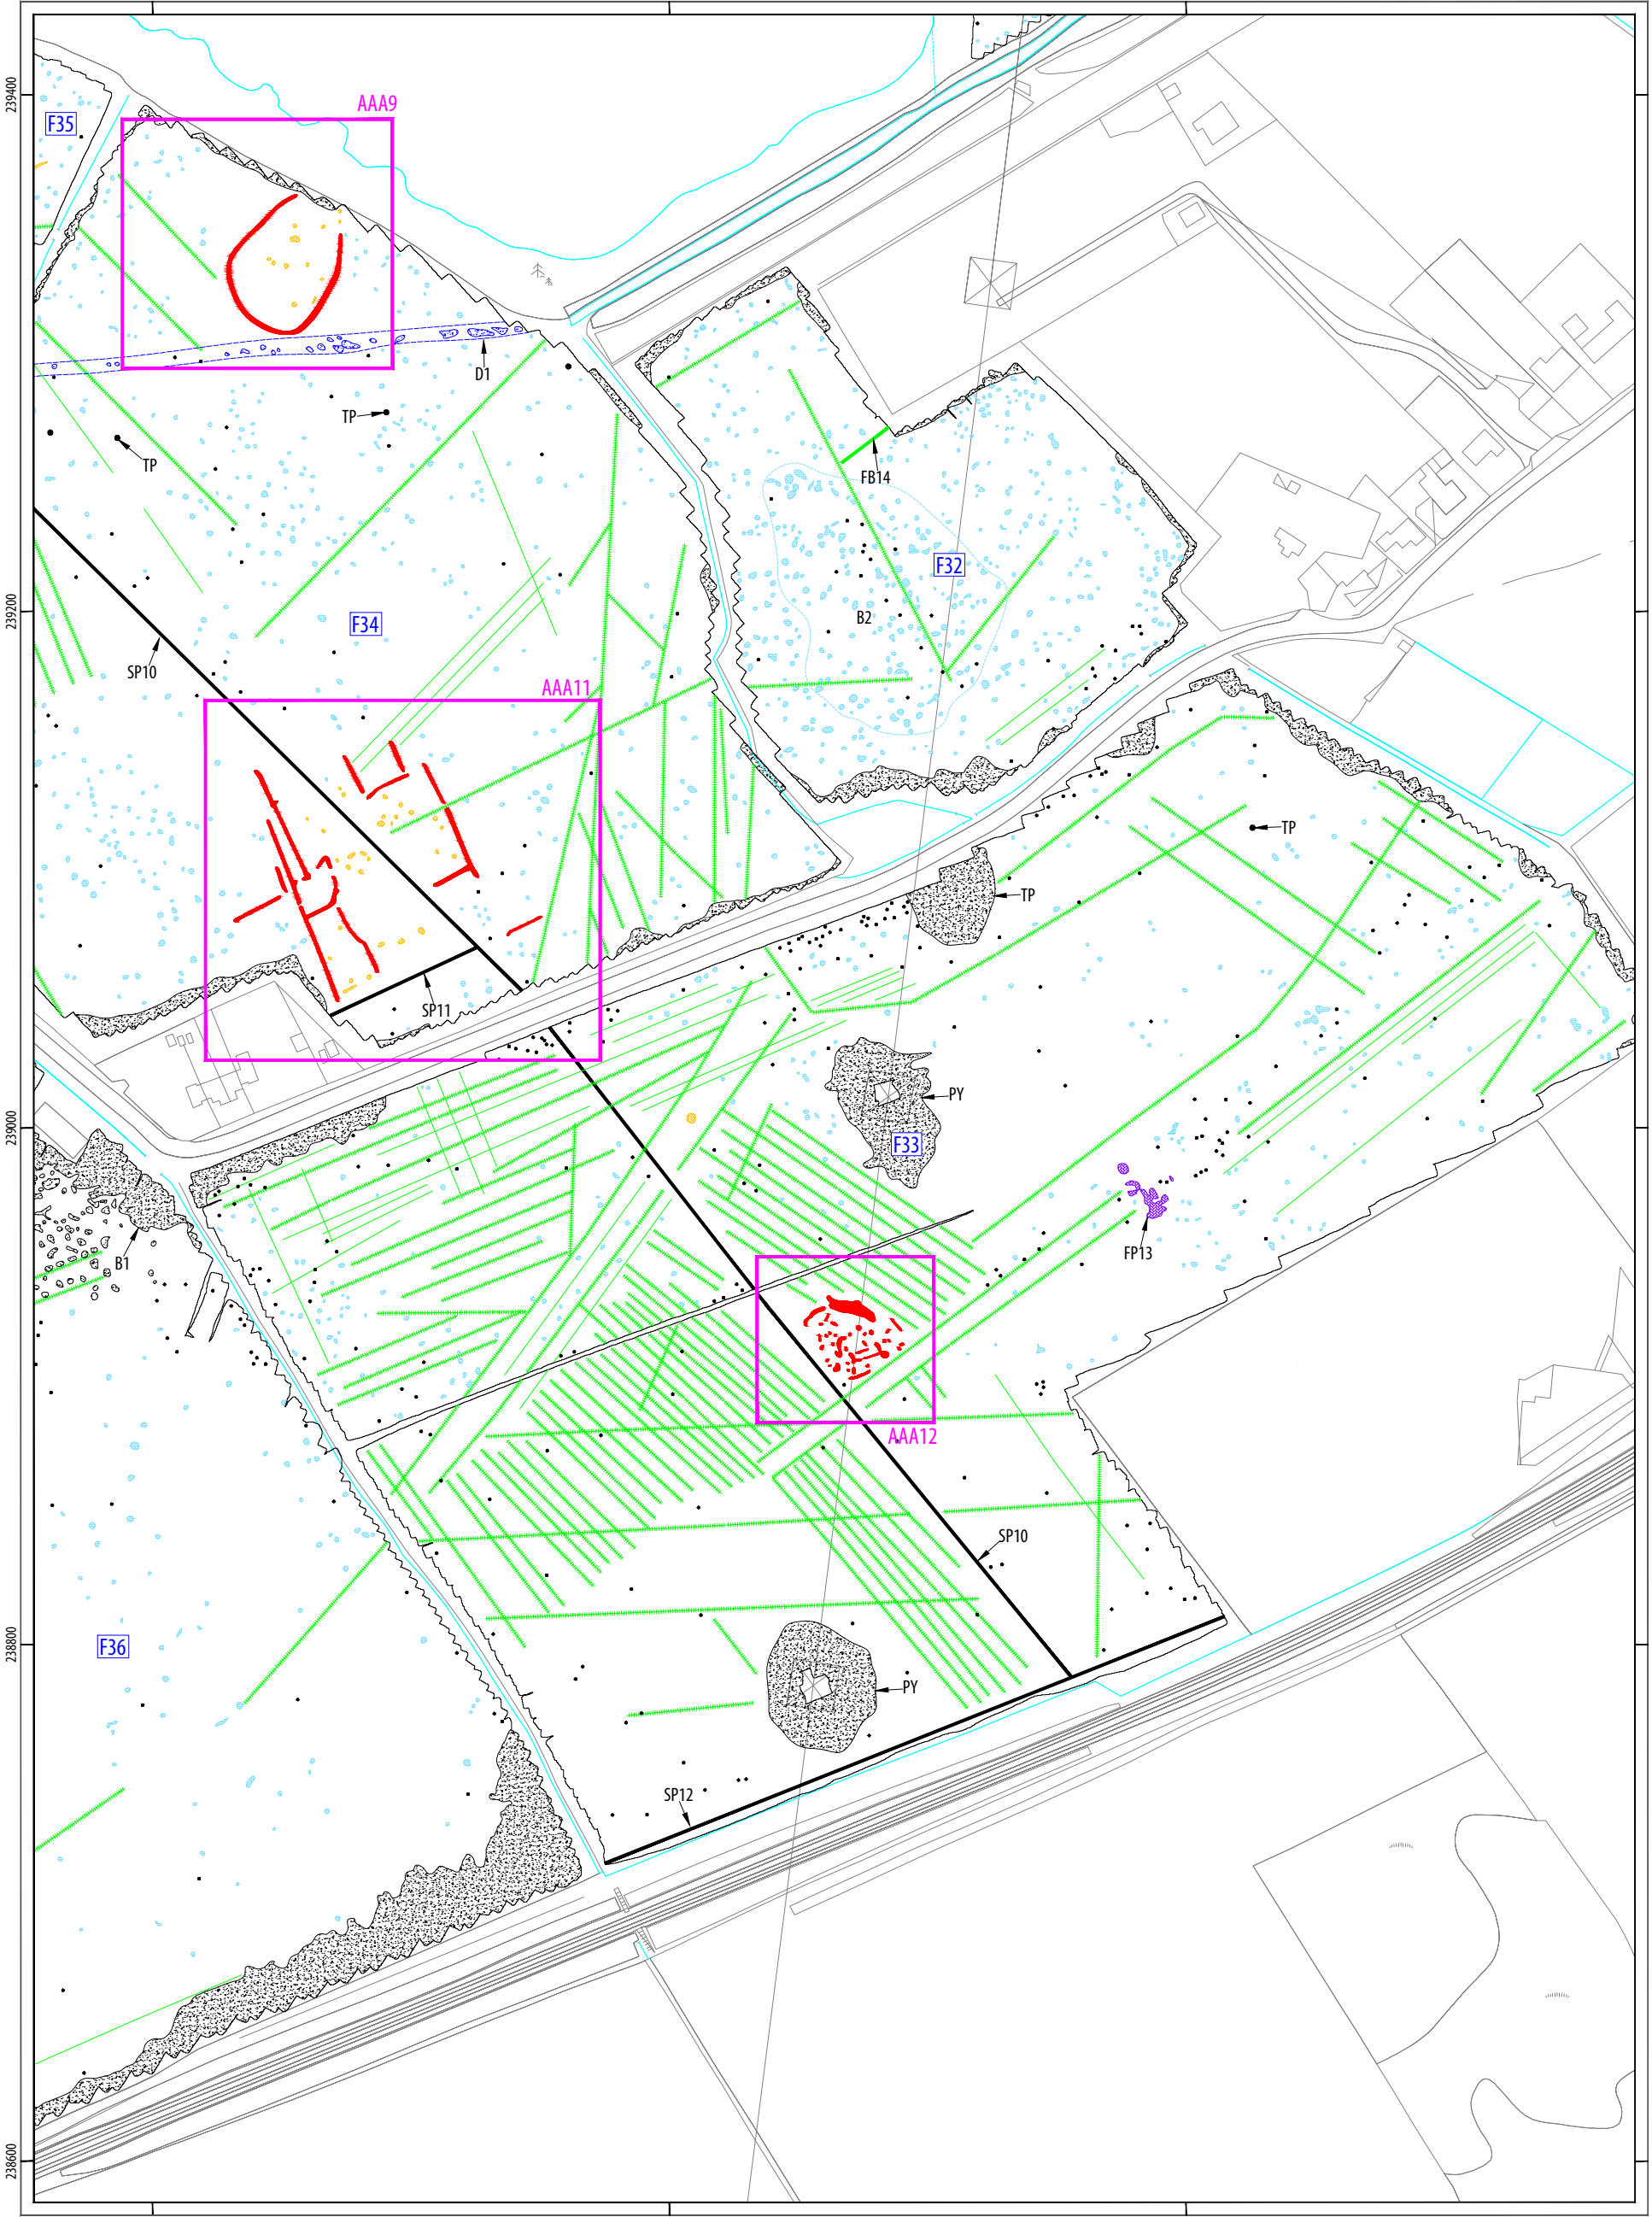 239400
AAA9
F35
D1
TP
TP
FB14
F32
239200
B2
F34
SP10
AAA11
TP
TP
SP11
PY
239000
F33
B1
FP13
AAA12
SP10
F36
238800
PY
SP12
238600